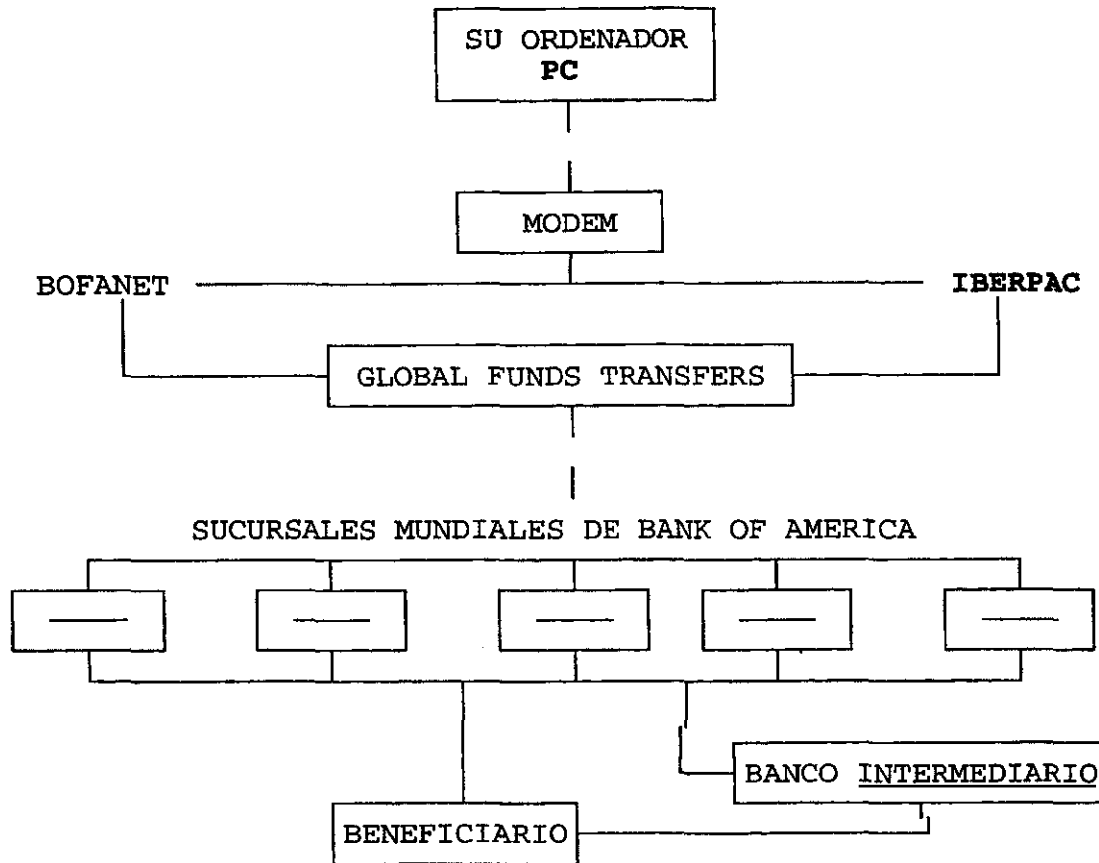 SU ORDENADOR
PC
MODEM
BOFANET
IBERPAC
GLOBAL FUNDS TRANSFERS
SUCURSALES MUNDIALES DE BANK OF AMERICA
BANCO INTERMEDIARIO
BENEFICIARIO